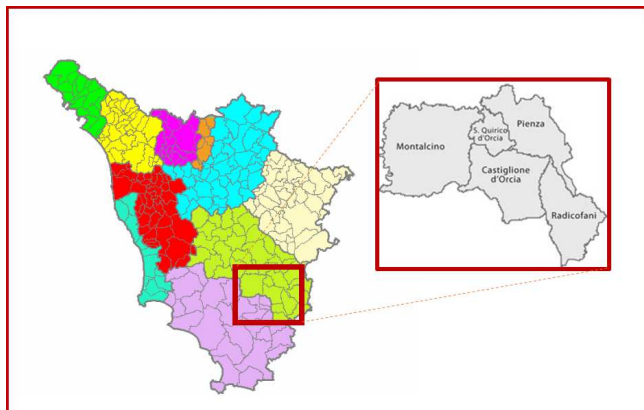 Pienza
S. Quirico
d'Orcia
Montalcino
Castiglione
d'Orcia
Radicofani